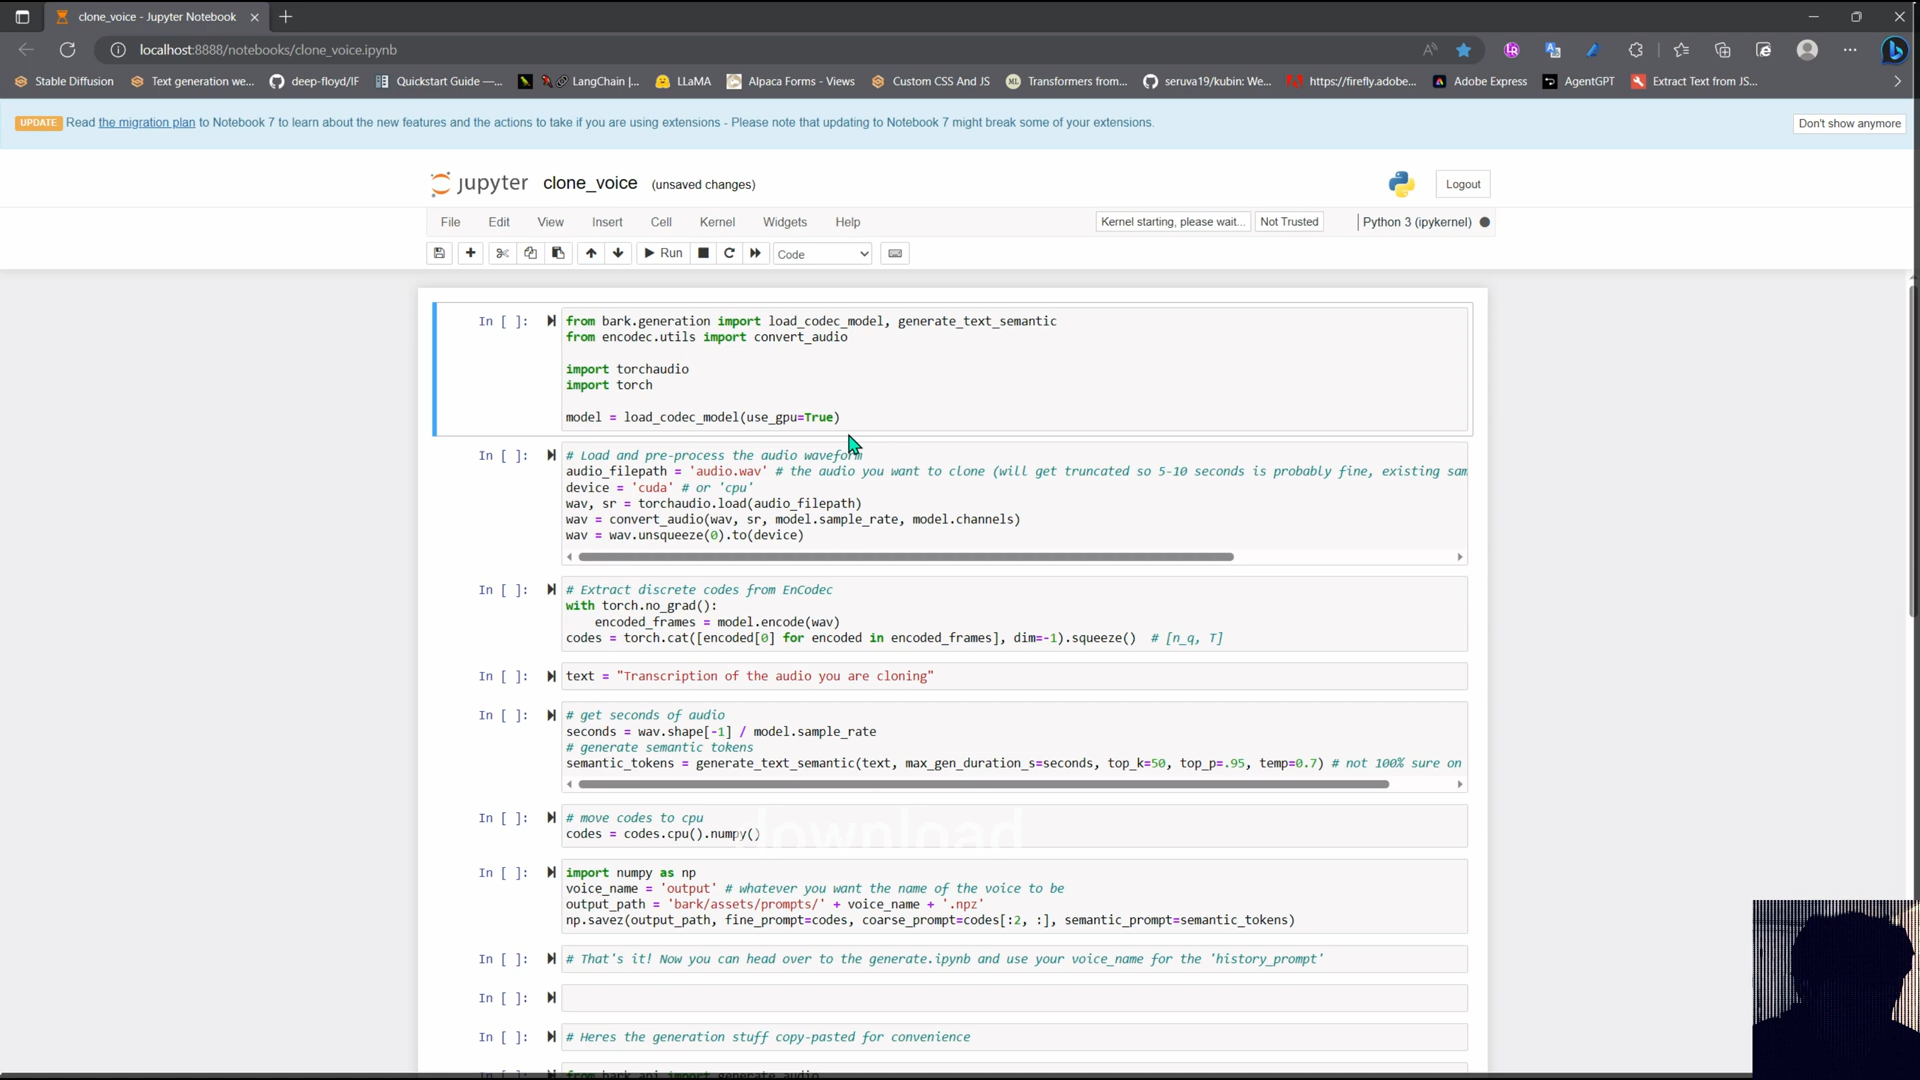 clone_voice - Jupyter Notebook
localhost:8888/notebooks/clone_voice.ipynb
Stable Diffusion
Text generation we...
deep-floyd/IF
Quickstart Guide —...
LangChain |...
LLaMA
Alpaca Forms - Views
Custom CSS And JS
Transformers from...
seruva19/kubin: We...
https://firefly.adobe...
Adobe Express
AgentGPT
Extract Text from JS...
UPDATE Read the migration plan to Notebook 7 to learn about the new features and the actions to take if you are using extensions - Please note that updating to Notebook 7 might break some of your extensions.
Don't show anymore
jupyter clone_voice (unsaved changes)
Logout
File Edit View Insert Cell Kernel Widgets Help
Kernel starting, please wait... Not Trusted Python 3 (ipykernel)
Run Code
In [ ]: from bark.generation import load_codec_model, generate_text_semantic
from encodec.utils import convert_audio
import torchaudio
import torch
model = load_codec_model(use_gpu=True)
In [ ]: # Load and pre-process the audio waveform
audio_filepath = 'audio.wav' # the audio you want to clone (will get truncated so 5-10 seconds is probably fine, existing sam
device = 'cuda' # or 'cpu'
wav, sr = torchaudio.load(audio_filepath)
wav = convert_audio(wav, sr, model.sample_rate, model.channels)
wav = wav.unsqueeze(0).to(device)
In [ ]: # Extract discrete codes from EnCodec
with torch.no_grad():
    encoded_frames = model.encode(wav)
codes = torch.cat([encoded[0] for encoded in encoded_frames], dim=-1).squeeze() # [n_q, T]
In [ ]: text = "Transcription of the audio you are cloning"
In [ ]: # get seconds of audio
seconds = wav.shape[-1] / model.sample_rate
# generate semantic tokens
semantic_tokens = generate_text_semantic(text, max_gen_duration_s=seconds, top_k=50, top_p=.95, temp=0.7) # not 100% sure on
In [ ]: # move codes to cpu
codes = codes.cpu().numpy()
download
In [ ]: import numpy as np
voice_name = 'output' # whatever you want the name of the voice to be
output_path = 'bark/assets/prompts/' + voice_name + '.npz'
np.savez(output_path, fine_prompt=codes, coarse_prompt=codes[:2, :], semantic_prompt=semantic_tokens)
In [ ]: # That's it! Now you can head over to the generate.ipynb and use your voice_name for the 'history_prompt'
In [ ]:
In [ ]: # Heres the generation stuff copy-pasted for convenience
In [ ]: from bark.api import generate_audio